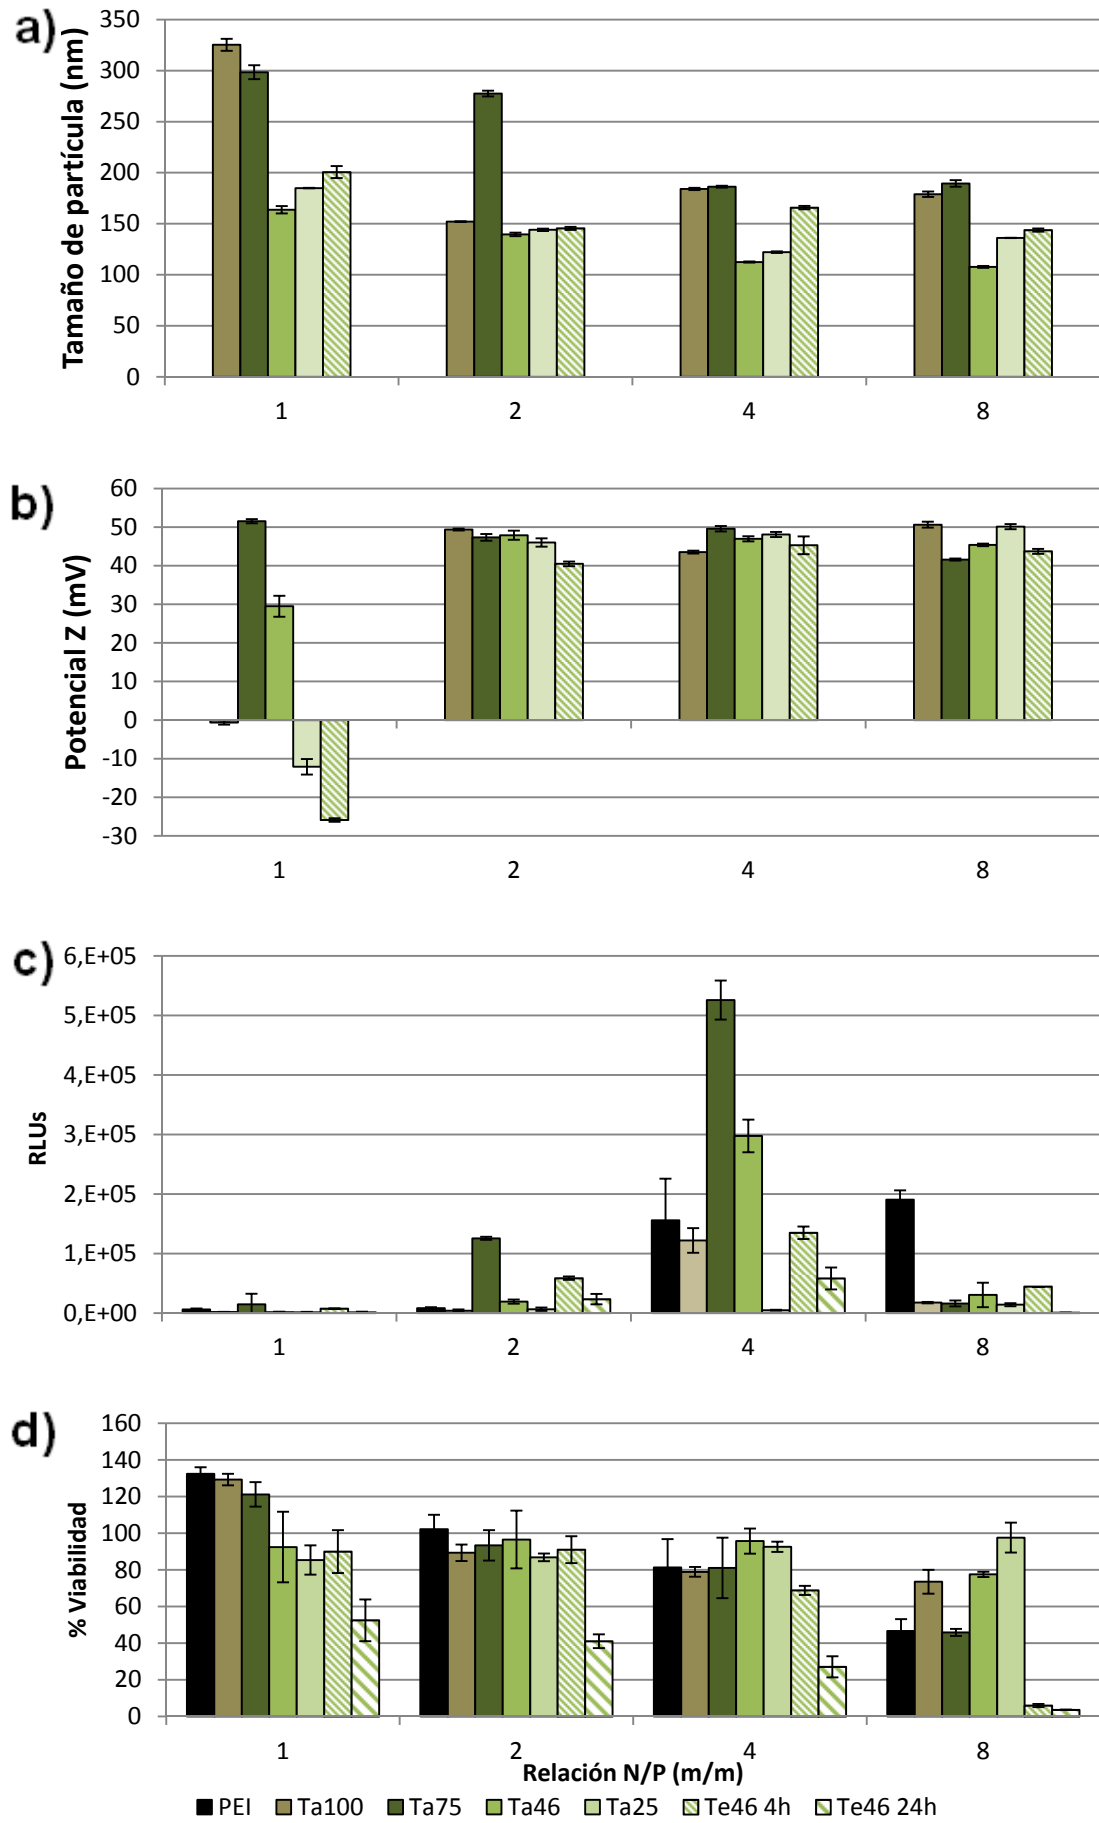 a)
Tamaño de partícula (nm)
350
300
250
200
150
100
50
0
1 2 4 8
b)
Potencial Z (mV)
60
50
40
30
20
10
0
-10
-20
-30
1 2 4 8
c)
RLUs
6,E+05
5,E+05
4,E+05
3,E+05
2,E+05
1,E+05
0,E+00
1 2 4 8
d)
% Viabilidad
160
140
120
100
80
60
40
20
0
1 2 4 8
Relación N/P (m/m)
PEI Ta100 Ta75 Ta46 Ta25 Te46 4h Te46 24h